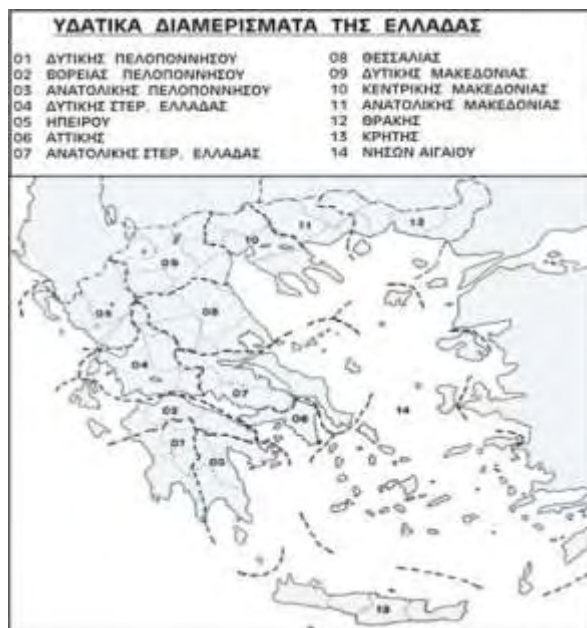 ΥΔΑΤΙΚΑ ΔΙΑΜΕΡΙΣΜΑΤΑ ΤΗΣ ΕΛΛΑΔΑΣ
01 ΔΥΤΙΚΗΣ ΠΕΛΟΠΟΝΝΗΣΟΥ
02 ΒΟΡΕΙΑΣ ΠΕΛΟΠΟΝΝΗΣΟΥ
03 ΑΝΑΤΟΛΙΚΗΣ ΠΕΛΟΠΟΝΝΗΣΟΥ
04 ΔΥΤΙΚΗΣ ΣΤΕΡ. ΕΛΛΑΔΑΣ
05 ΗΠΕΙΡΟΥ
06 ΑΤΤΙΚΗΣ
07 ΑΝΑΤΟΛΙΚΗΣ ΣΤΕΡ. ΕΛΛΑΔΑΣ
08 ΘΕΣΣΑΛΙΑΣ
09 ΔΥΤΙΚΗΣ ΜΑΚΕΔΟΝΙΑΣ
10 ΚΕΝΤΡΙΚΗΣ ΜΑΚΕΔΟΝΙΑΣ
11 ΑΝΑΤΟΛΙΚΗΣ ΜΑΚΕΔΟΝΙΑΣ
12 ΘΡΑΚΗΣ
13 ΚΡΗΤΗΣ
14 ΝΗΣΩΝ ΑΙΓΑΙΟΥ
11
12
10
09
05
08
04
07
14
02
06
01
03
13